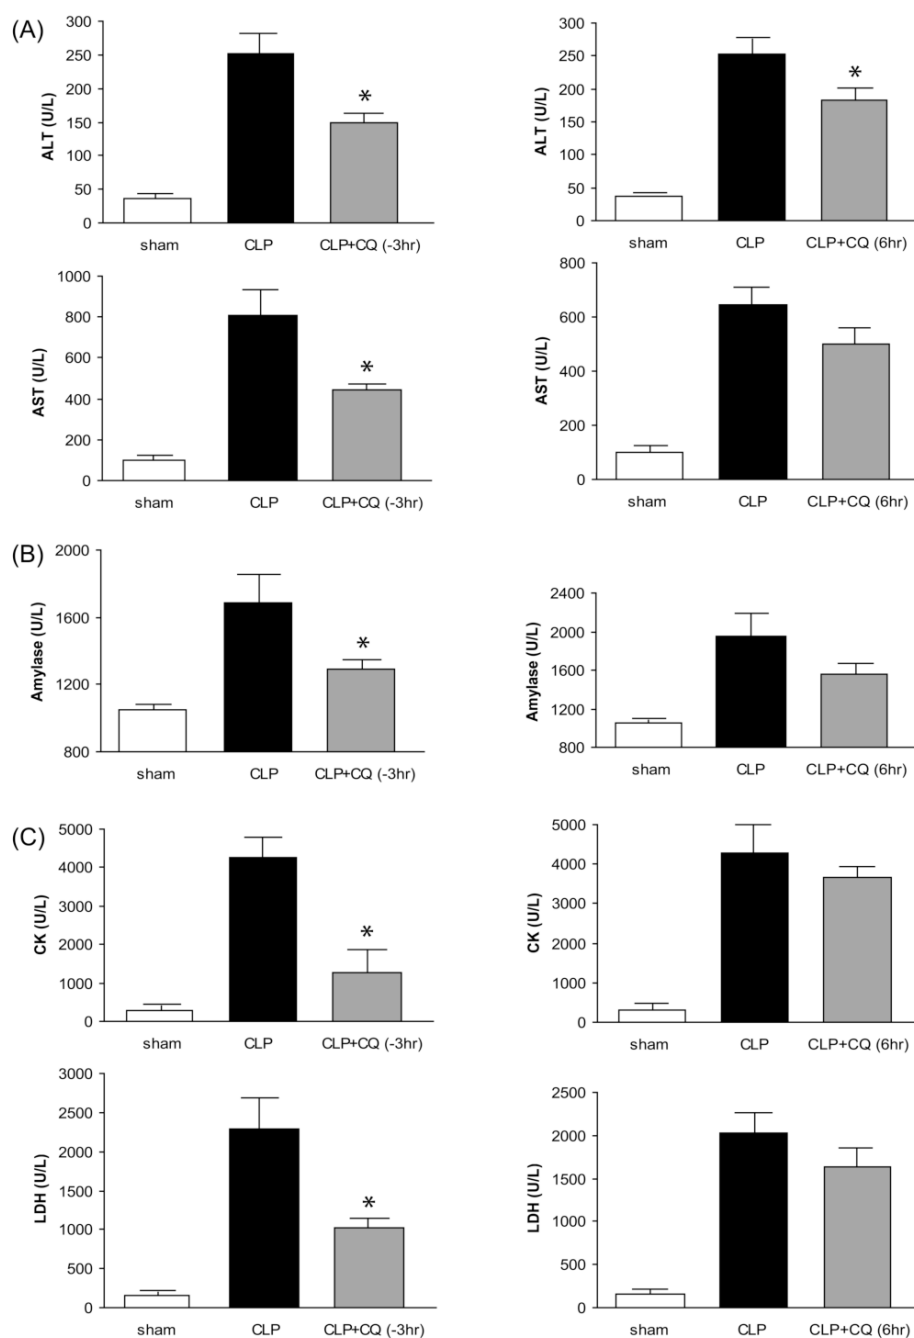 (A)
ALT (U/L)
300
250
200
150
100
50
0
*
sham CLP CLP+CQ (-3hr)
ALT (U/L)
300
250
200
150
100
50
0
*
sham CLP CLP+CQ (6hr)
AST (U/L)
1000
800
600
400
200
0
*
sham CLP CLP+CQ (-3hr)
AST (U/L)
800
600
400
200
0
sham CLP CLP+CQ (6hr)
(B)
Amylase (U/L)
2000
1600
1200
800
*
sham CLP CLP+CQ (-3hr)
Amylase (U/L)
2400
2000
1600
1200
800
sham CLP CLP+CQ (6hr)
(C)
CK (U/L)
5000
4000
3000
2000
1000
0
*
sham CLP CLP+CQ (-3hr)
CK (U/L)
5000
4000
3000
2000
1000
0
sham CLP CLP+CQ (6hr)
LDH (U/L)
3000
2500
2000
1500
1000
500
0
*
sham CLP CLP+CQ (-3hr)
LDH (U/L)
2500
2000
1500
1000
500
0
sham CLP CLP+CQ (6hr)